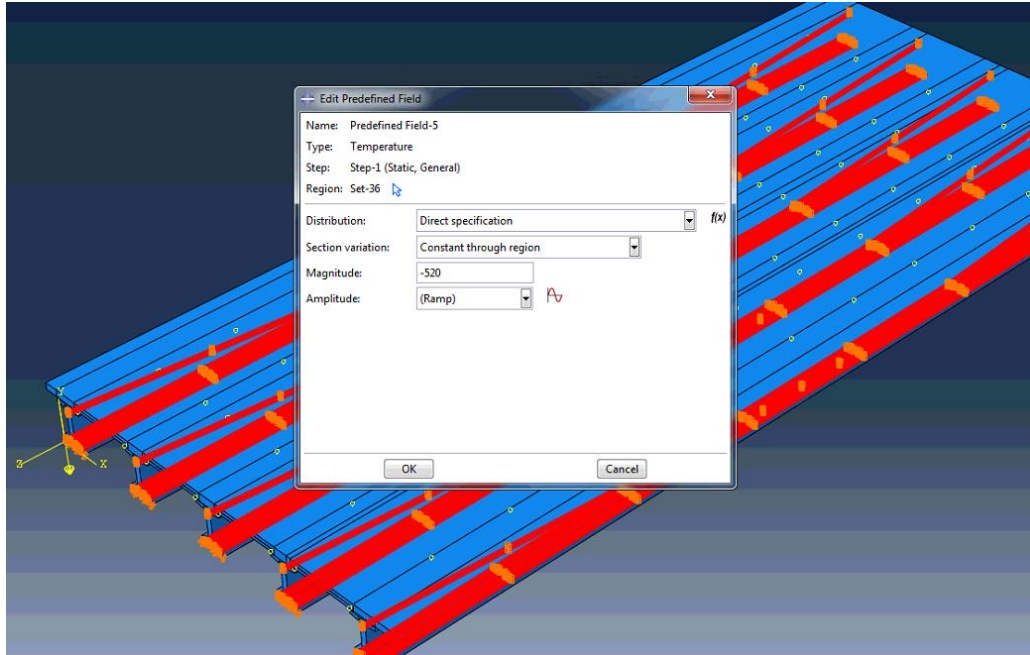 Edit Predefined Field
Name: Predefined Field-5
Type: Temperature
Step: Step-1 (Static, General)
Region: Set-36
Distribution: Direct specification f(x)
Section variation: Constant through region
Magnitude: -520
Amplitude: (Ramp)
OK Cancel
Y
Z X